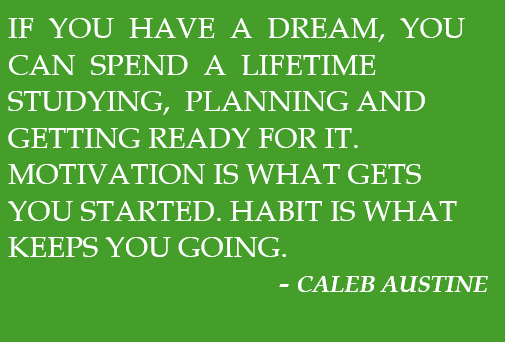 IF YOU HAVE A DREAM, YOU
CAN SPEND A LIFETIME
STUDYING, PLANNING AND
GETTING READY FOR IT.
MOTIVATION IS WHAT GETS
YOU STARTED. HABIT IS WHAT
KEEPS YOU GOING.
– CALEB AUSTINE